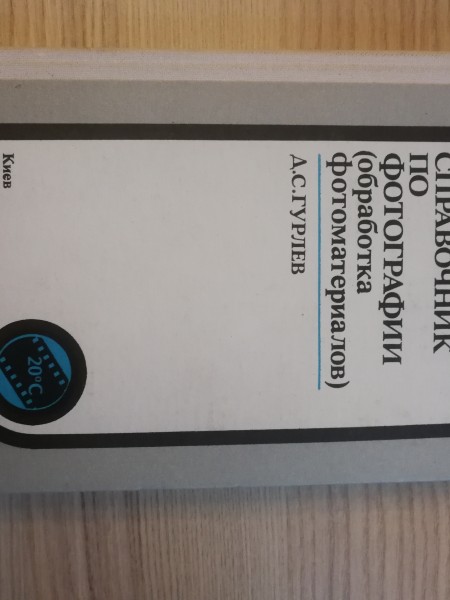 СПРАВОЧНИК
ПО
ФОТОГРАФИИ
(обработка
фотоматериалов)
Д.С.ГУРЛЕВ
20°C
Киев